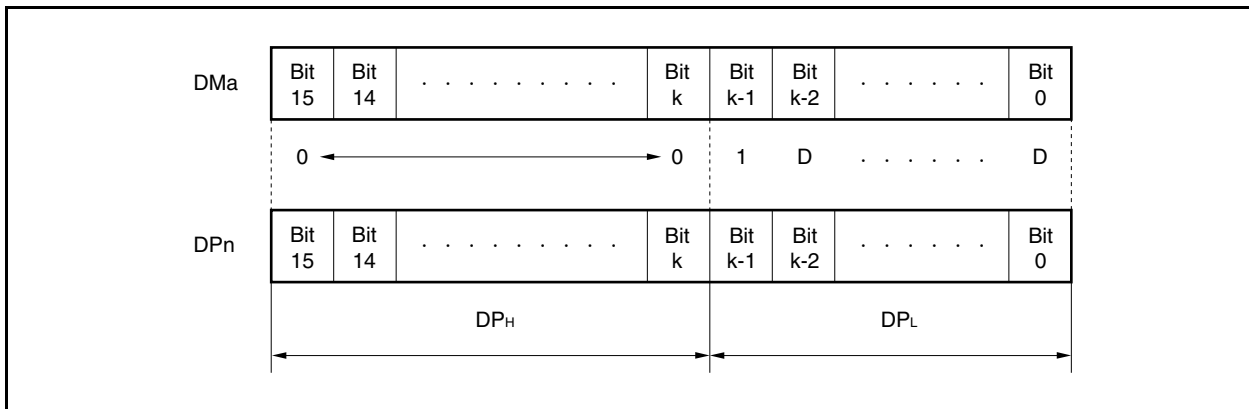 DMa Bit 15 Bit 14 . . . . . . . . . Bit k Bit k-1 Bit k-2 . . . . . . Bit 0
0 0 1 D . . . . . . D
DPn Bit 15 Bit 14 . . . . . . . . . Bit k Bit k-1 Bit k-2 . . . . . . Bit 0
DPH DPL